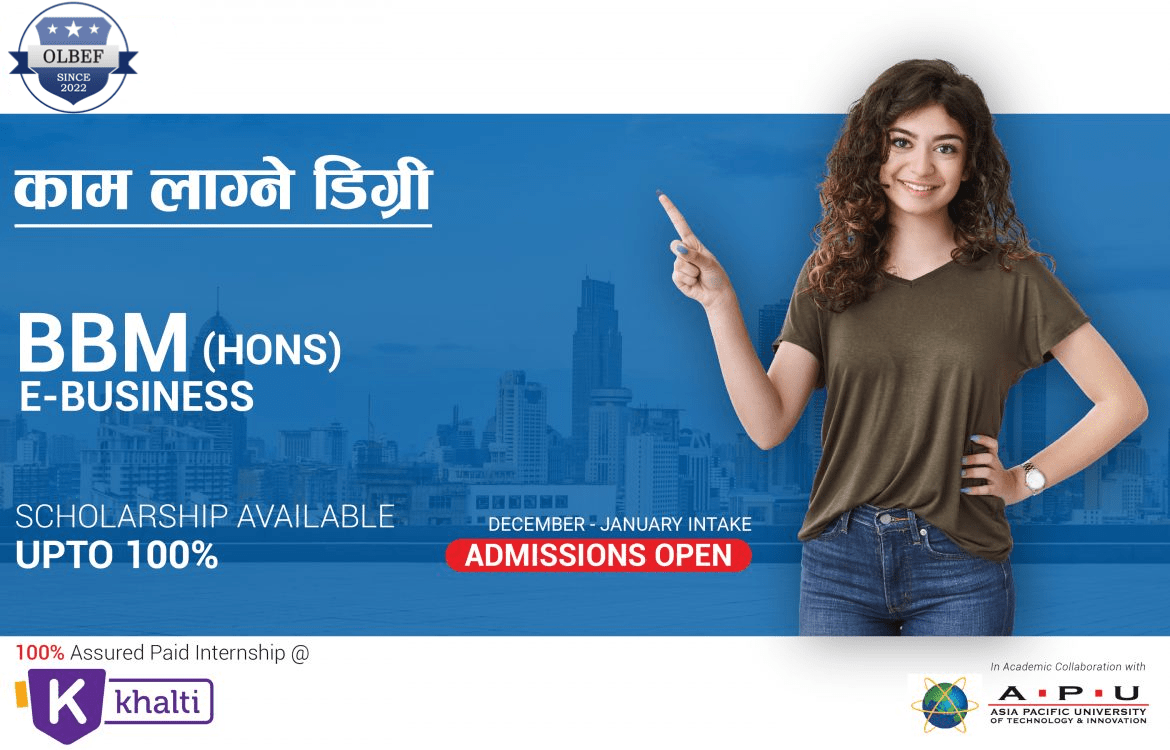 OLBEF
SINCE
2022
काम लाग्ने डिग्री
BBM (HONS)
E-BUSINESS
SCHOLARSHIP AVAILABLE
UPTO 100%
DECEMBER - JANUARY INTAKE
ADMISSIONS OPEN
100% Assured Paid Internship @
K khalti
In Academic Collaboration with
A·P·U
ASIA PACIFIC UNIVERSITY
OF TECHNOLOGY & INNOVATION